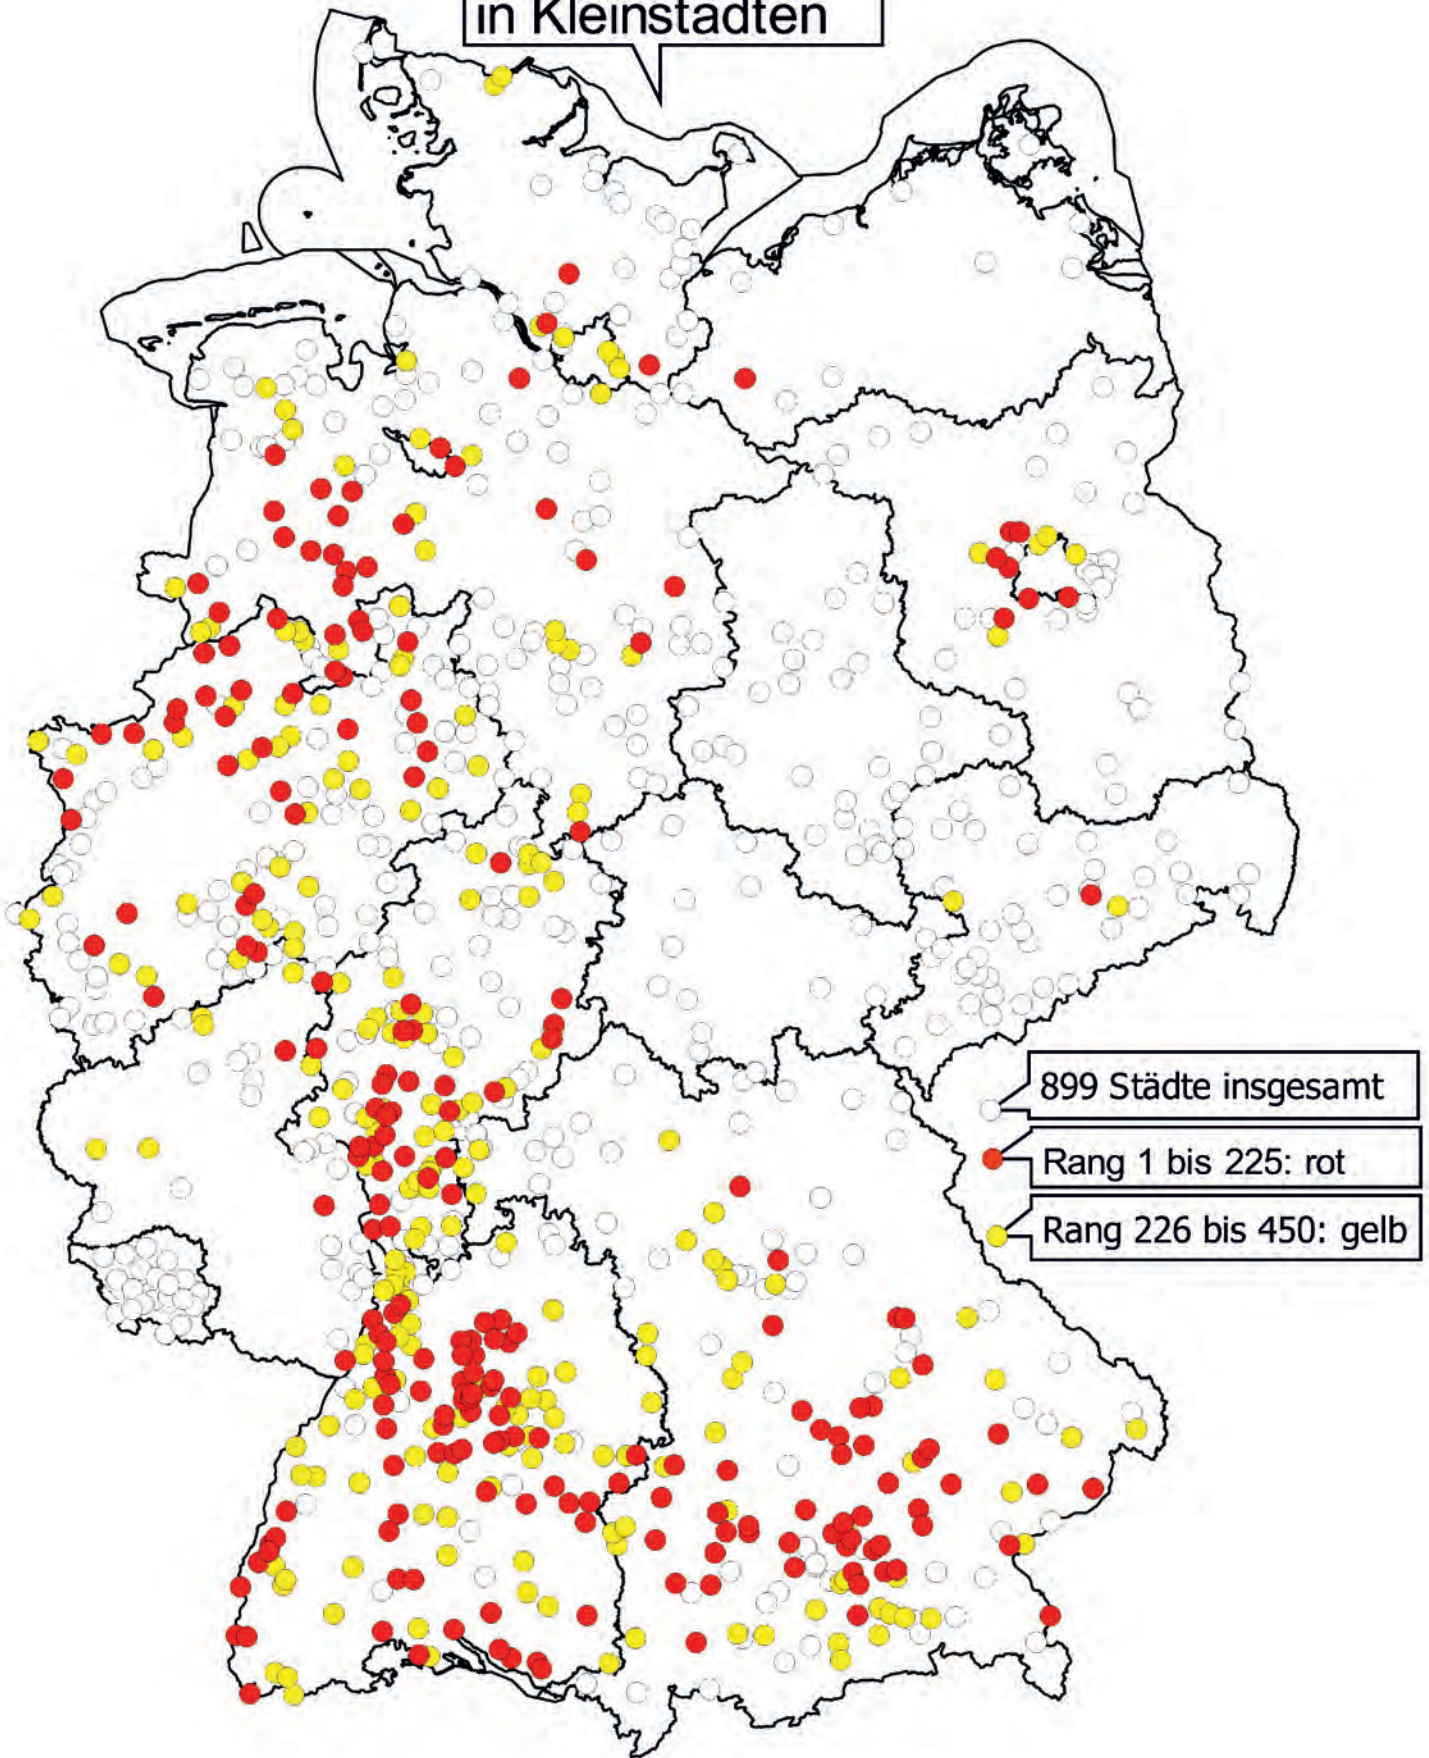 in Kleinstädten
899 Städte insgesamt
Rang 1 bis 225: rot
Rang 226 bis 450: gelb